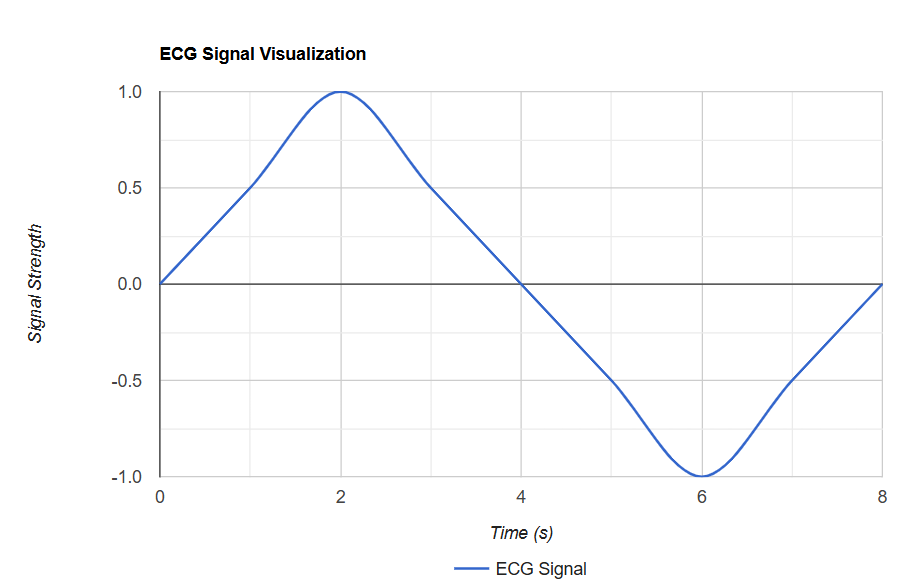 ECG Signal Visualization
1.0
0.5
0.0
-0.5
-1.0
Signal Strength
0 2 4 6 8
Time (s)
ECG Signal